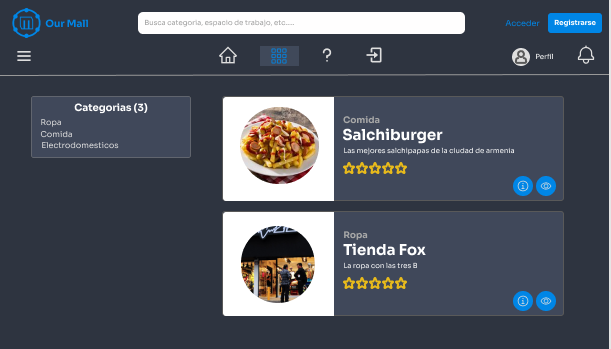 Our Mall
Busca categoria, espacio de trabajo, etc....
Acceder
Registrarse
Perfil
Categorias (3)
Ropa
Comida
Electrodomesticos
Comida
Salchiburger
Las mejores salchipapas de la ciudad de armenia
Ropa
Tienda Fox
La ropa con las tres B